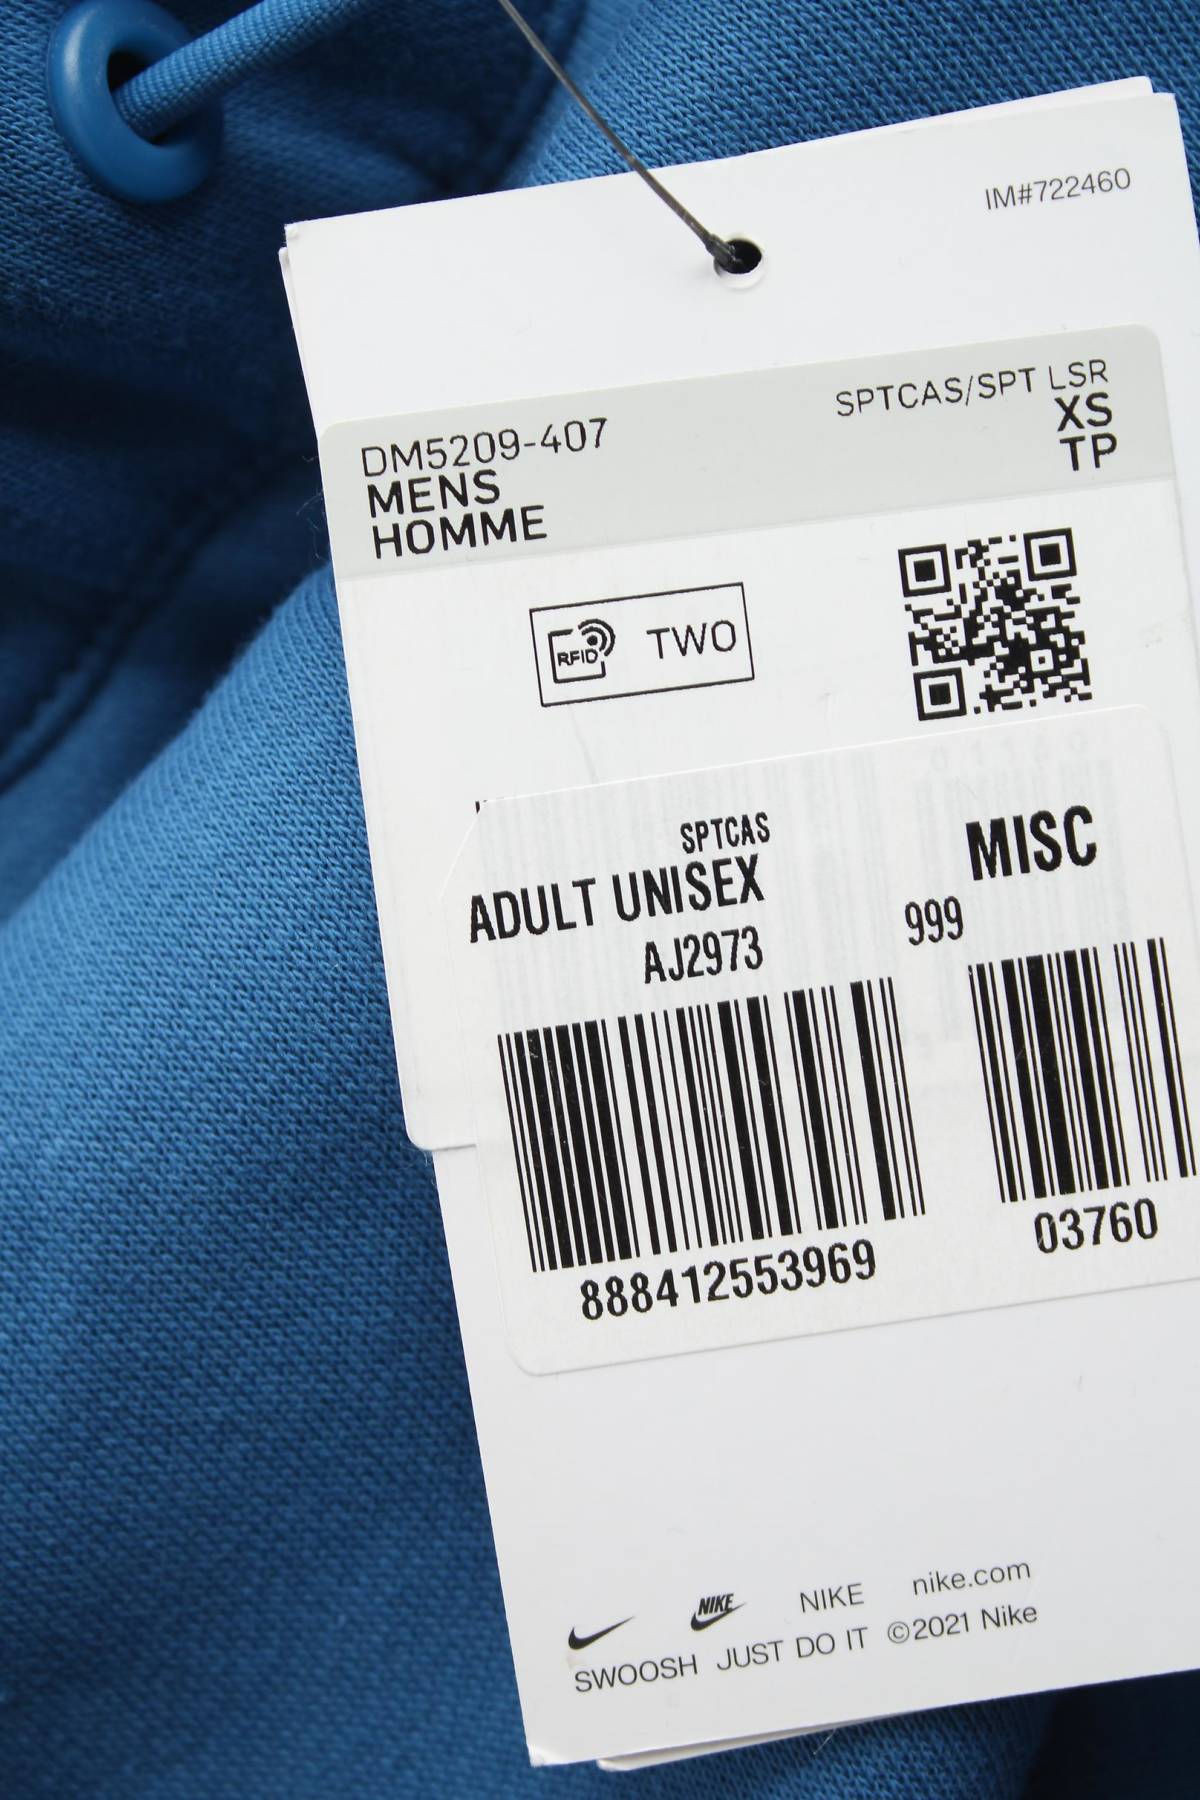 IM#722460
SPTCAS/SPT LSR
DM5209-407
XS
MENS
TP
HOMME
RFID TWO
SPTCAS
MISC
ADULT UNISEX
999
AJ2973
888412553969
03760
NIKE NIKE nike.com
SWOOSH JUST DO IT ©2021 Nike